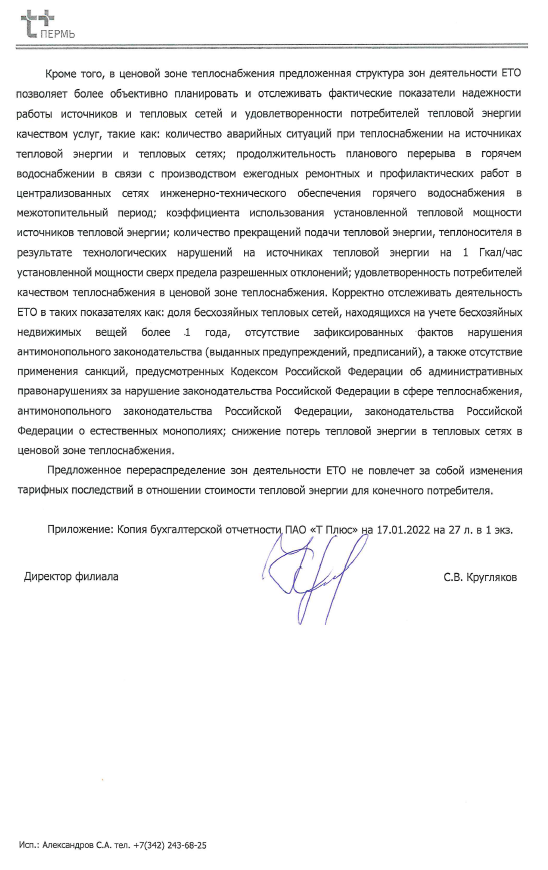 т+
ПЕРМЬ
Кроме того, в ценовой зоне теплоснабжения предложенная структура зон деятельности ЕТО
позволяет более объективно планировать и отслеживать фактические показатели надежности
работы источников и тепловых сетей и удовлетворенности потребителей тепловой энергии
качеством услуг, такие как: количество аварийных ситуаций при теплоснабжении на источниках
тепловой энергии и тепловых сетях; продолжительность планового перерыва в горячем
водоснабжении в связи с производством ежегодных ремонтных и профилактических работ в
централизованных сетях инженерно-технического обеспечения горячего водоснабжения в
межотопительный период; коэффициента использования установленной тепловой мощности
источников тепловой энергии; количество прекращений подачи тепловой энергии, теплоносителя в
результате технологических нарушений на источниках тепловой энергии на 1 Гкал/час
установленной мощности сверх предела разрешенных отклонений; удовлетворенность потребителей
качеством теплоснабжения в ценовой зоне теплоснабжения. Корректно отслеживать деятельность
ЕТО в таких показателях как: доля бесхозяйных тепловых сетей, находящихся на учете бесхозяйных
недвижимых вещей более 1 года, отсутствие зафиксированных фактов нарушения
антимонопольного законодательства (выданных предупреждений, предписаний), а также отсутствие
применения санкций, предусмотренных Кодексом Российской Федерации об административных
правонарушениях за нарушение законодательства Российской Федерации в сфере теплоснабжения,
антимонопольного законодательства Российской Федерации, законодательства Российской
Федерации о естественных монополиях; снижение потерь тепловой энергии в тепловых сетях в
ценовой зоне теплоснабжения.
Предложенное перераспределение зон деятельности ЕТО не повлечет за собой изменения
тарифных последствий в отношении стоимости тепловой энергии для конечного потребителя.
Приложение: Копия бухгалтерской отчетности ПАО «Т Плюс» на 17.01.2022 на 27 л. в 1 экз.
Директор филиала
С.В. Кругляков
Исп.: Александров С.А. тел. +7(342) 243-68-25